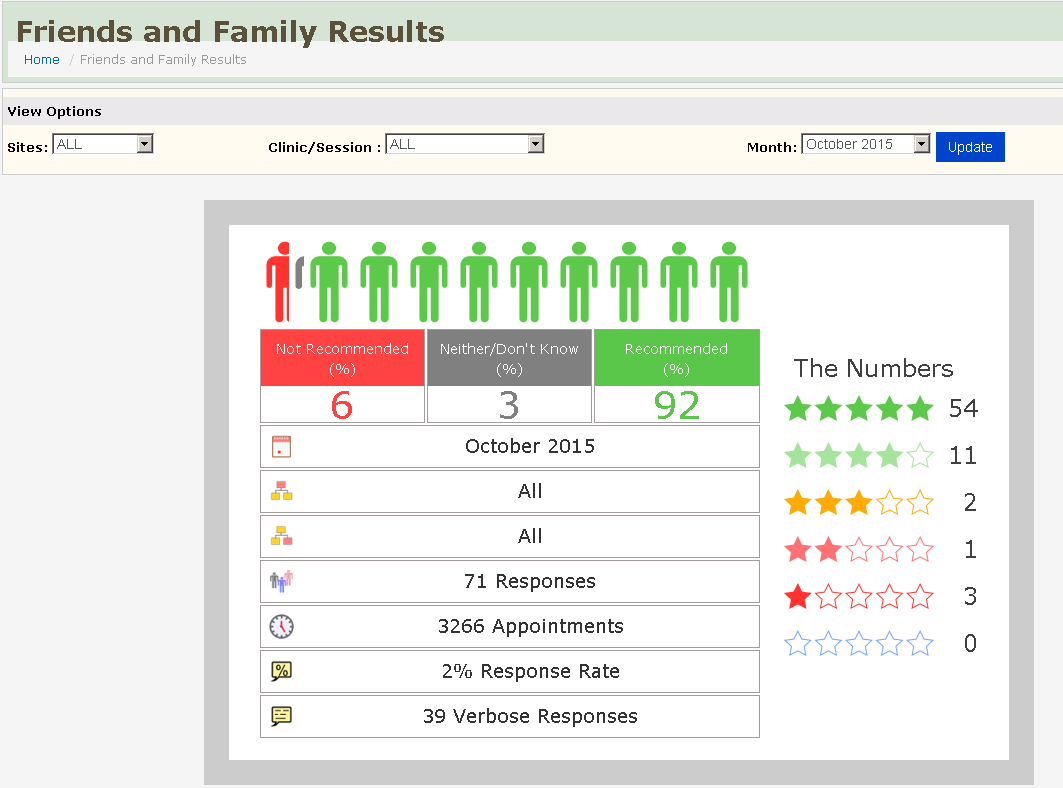 Friends and Family Results
Home / Friends and Family Results
View Options
Sites: ALL
Clinic/Session : ALL
Month: October 2015
Update
Not Recommended
(%)
6
Neither/Don't Know
(%)
3
Recommended
(%)
92
October 2015
All
All
71 Responses
3266 Appointments
%
2% Response Rate
39 Verbose Responses
The Numbers
54
11
2
1
3
0